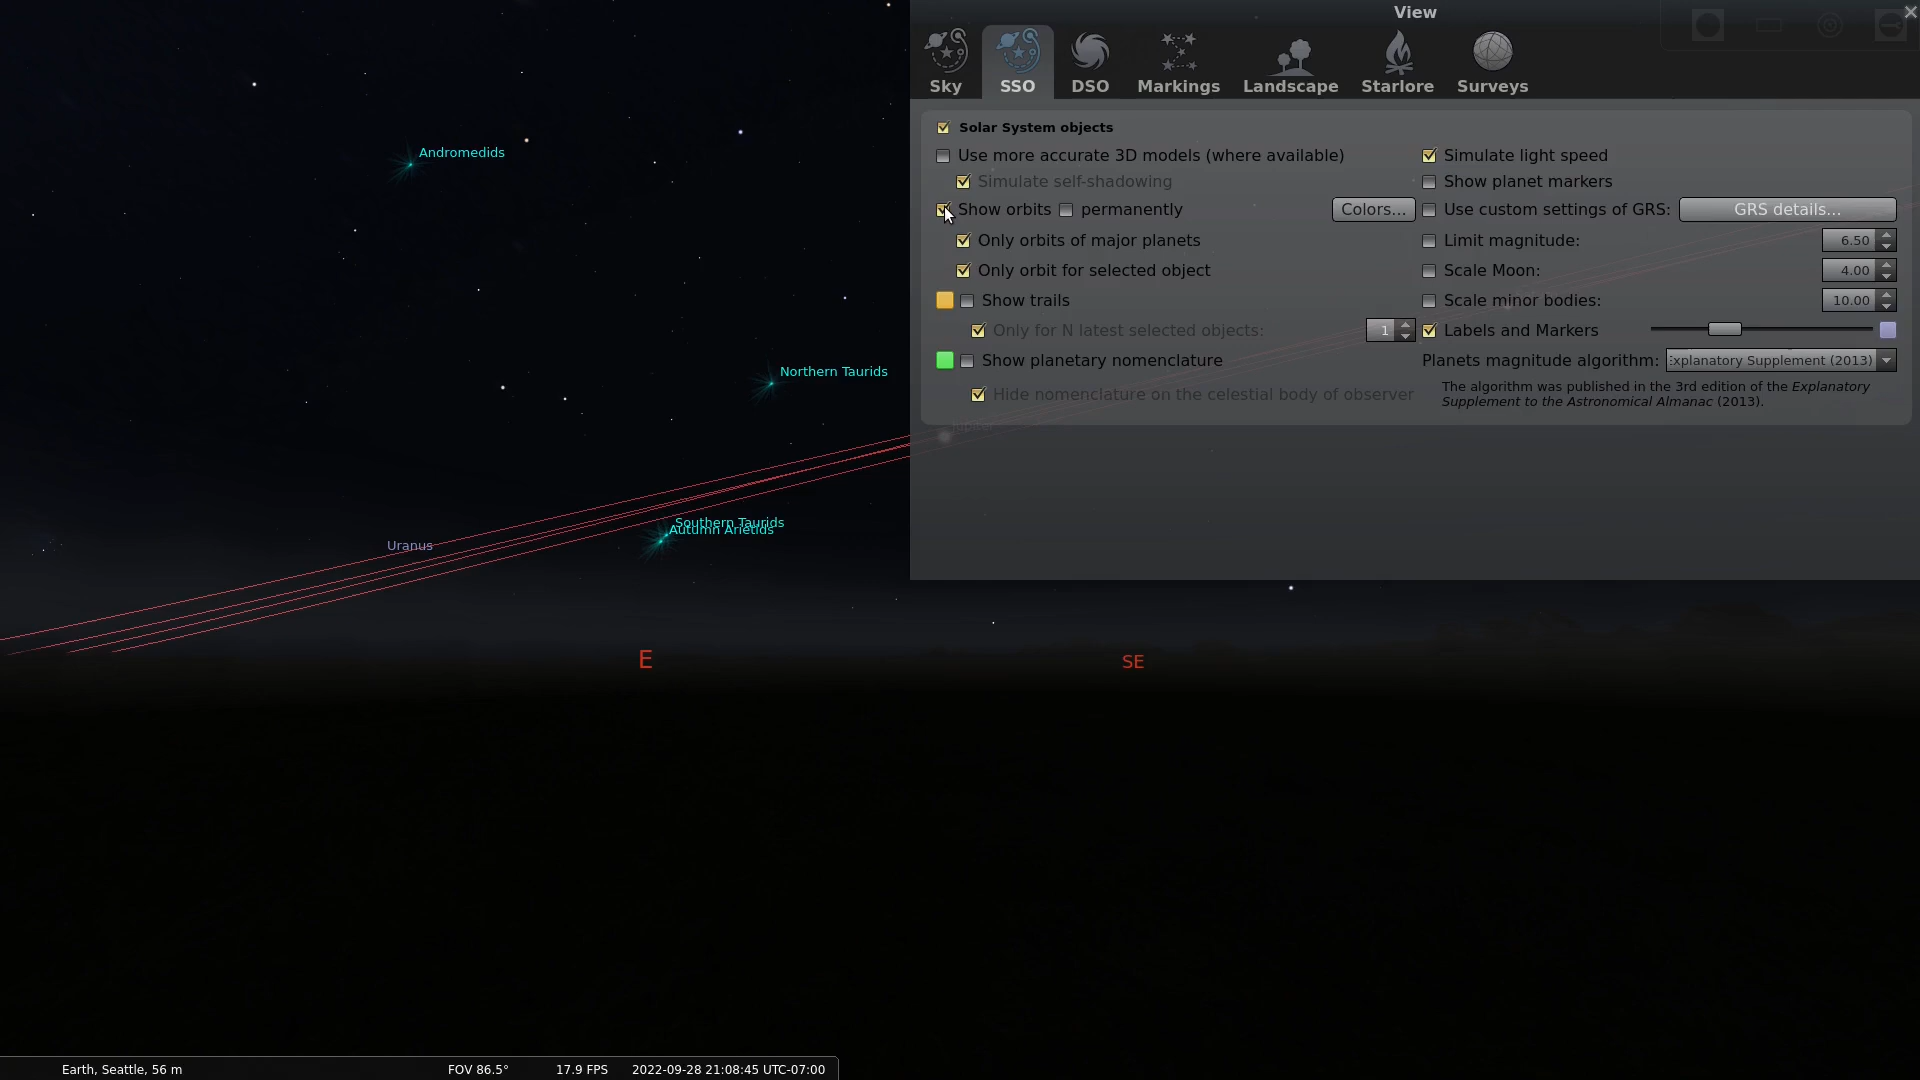 View
Sky
SSO
DSO
Markings
Landscape
Starlore
Surveys
Solar System objects
Use more accurate 3D models (where available)
Simulate light speed
Simulate self-shadowing
Show planet markers
Show orbits
permanently
Colors...
Use custom settings of GRS:
GRS details...
Only orbits of major planets
Limit magnitude:
6.50
Only orbit for selected object
Scale Moon:
4.00
Show trails
Scale minor bodies:
10.00
Only for N latest selected objects:
1
Labels and Markers
Show planetary nomenclature
Planets magnitude algorithm:
Explanatory Supplement (2013)
Hide nomenclature on the celestial body of observer
The algorithm was published in the 3rd edition of the Explanatory
Supplement to the Astronomical Almanac (2013).
Jupiter
Andromedids
Northern Taurids
Southern Taurids
Autumn Arietids
Uranus
E
SE
Earth, Seattle, 56 m
FOV 86.5°
17.9 FPS
2022-09-28 21:08:45 UTC-07:00